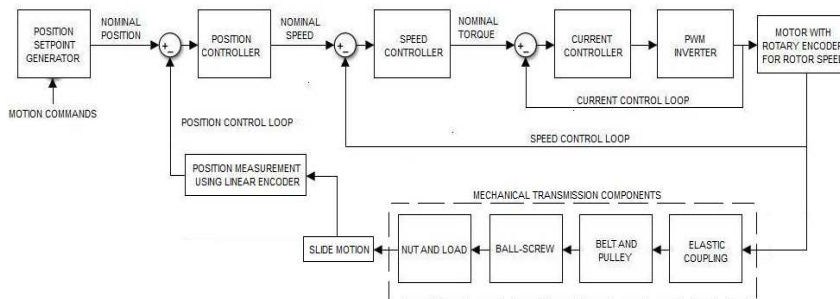 POSITION
SETPOINT
GENERATOR
NOMINAL
POSITION
+
-
POSITION
CONTROLLER
NOMINAL
SPEED
+
-
SPEED
CONTROLLER
NOMINAL
TORQUE
+
-
CURRENT
CONTROLLER
PWM
INVERTER
MOTOR WITH
ROTARY ENCODER
FOR ROTOR SPEED
MOTION COMMANDS
CURRENT CONTROL LOOP
POSITION CONTROL LOOP
SPEED CONTROL LOOP
POSITION MEASUREMENT
USING LINEAR ENCODER
MECHANICAL TRANSMISSION COMPONENTS
SLIDE MOTION
NUT AND LOAD
BALL-SCREW
BELT AND
PULLEY
ELASTIC
COUPLING